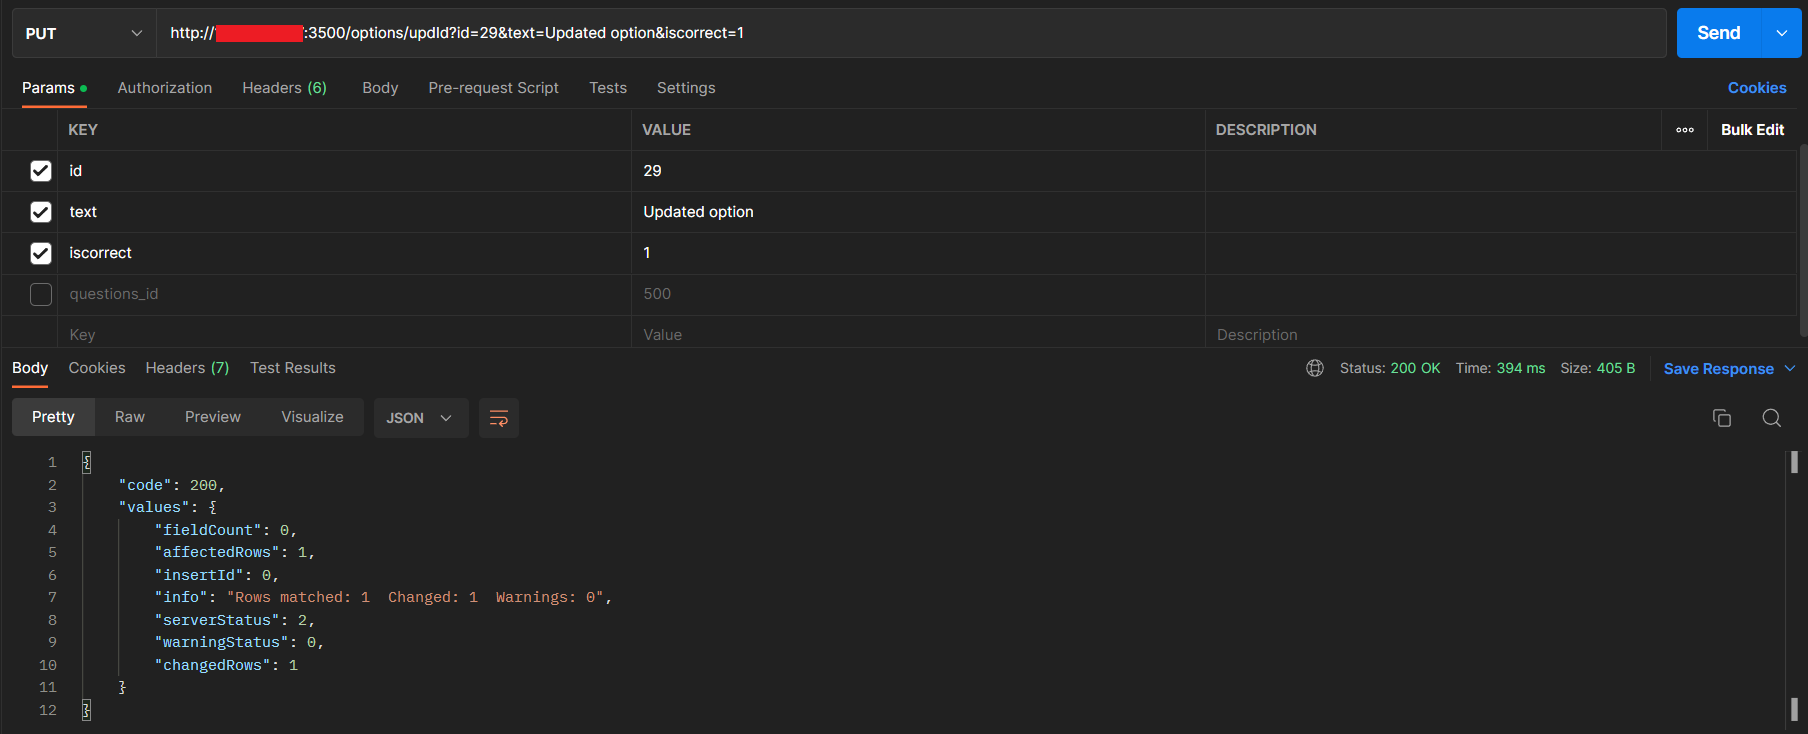 PUT
http:// :3500/options/updId?id=29&text=Updated option&iscorrect=1
Send
Params
Authorization
Headers (6)
Body
Pre-request Script
Tests
Settings
Cookies
KEY VALUE DESCRIPTION ooo Bulk Edit
id 29
text Updated option
iscorrect 1
questions_id 500
Key Value Description
Body Cookies Headers (7) Test Results
Status: 200 OK Time: 394 ms Size: 405 B Save Response
Pretty Raw Preview Visualize JSON
1 {
2 "code": 200,
3 "values": {
4 "fieldCount": 0,
5 "affectedRows": 1,
6 "insertId": 0,
7 "info": "Rows matched: 1  Changed: 1  Warnings: 0",
8 "serverStatus": 2,
9 "warningStatus": 0,
10 "changedRows": 1
11 }
12 }